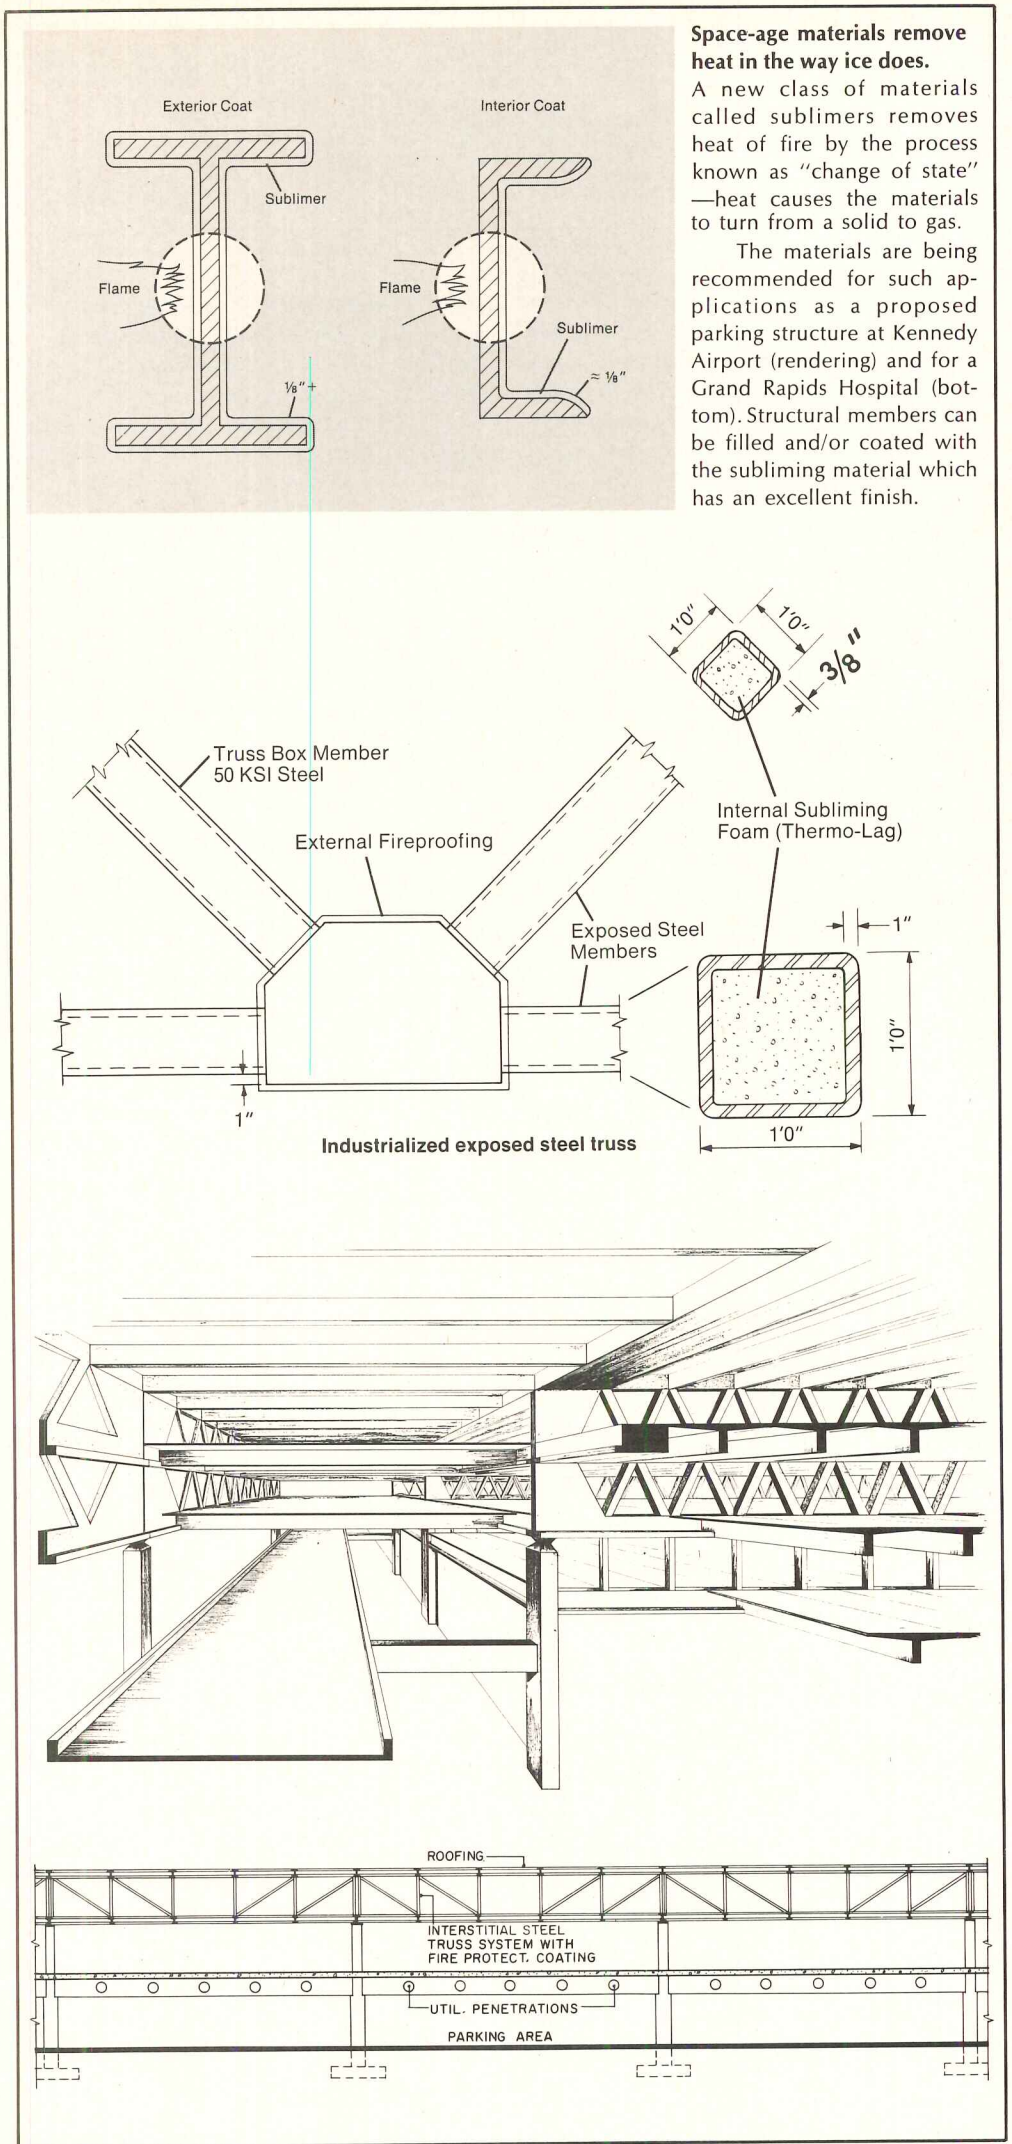 Space-age materials remove
heat in the way ice does.
A new class of materials
called sublimers removes
heat of fire by the process
known as “change of state”
—heat causes the materials
to turn from a solid to gas.
The materials are being
recommended for such ap-
plications as a proposed
parking structure at Kennedy
Airport (rendering) and for a
Grand Rapids Hospital (bot-
tom). Structural members can
be filled and/or coated with
the subliming material which
has an excellent finish.
Exterior Coat
Interior Coat
Sublimer
Flame
Flame
Sublimer
⅛" +
≈ ⅛"
1'0"
1'0"
3/8"
Truss Box Member
50 KSI Steel
Internal Subliming
Foam (Thermo-Lag)
External Fireproofing
Exposed Steel
Members
1"
1'0"
1"
1'0"
Industrialized exposed steel truss
ROOFING
INTERSTITIAL STEEL
TRUSS SYSTEM WITH
FIRE PROTECT. COATING
UTIL. PENETRATIONS
PARKING AREA